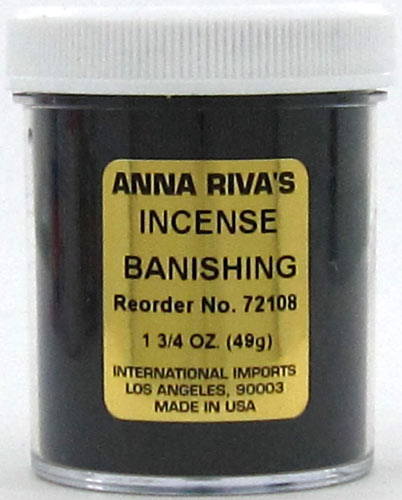 ANNA RIVA'S
INCENSE
BANISHING
Reorder No. 72108
1 3/4 OZ. (49g)
INTERNATIONAL IMPORTS
LOS ANGELES, 90003
MADE IN USA